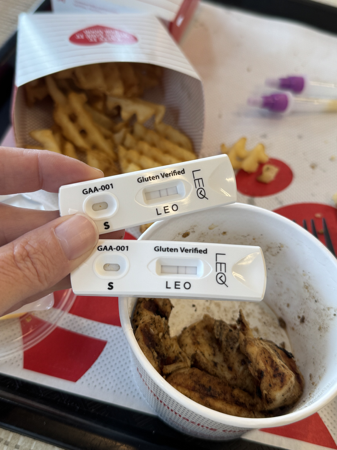 GAA-001
Gluten Verified
LEO
S
LEO
GAA-001
Gluten Verified
LEO
S
LEO